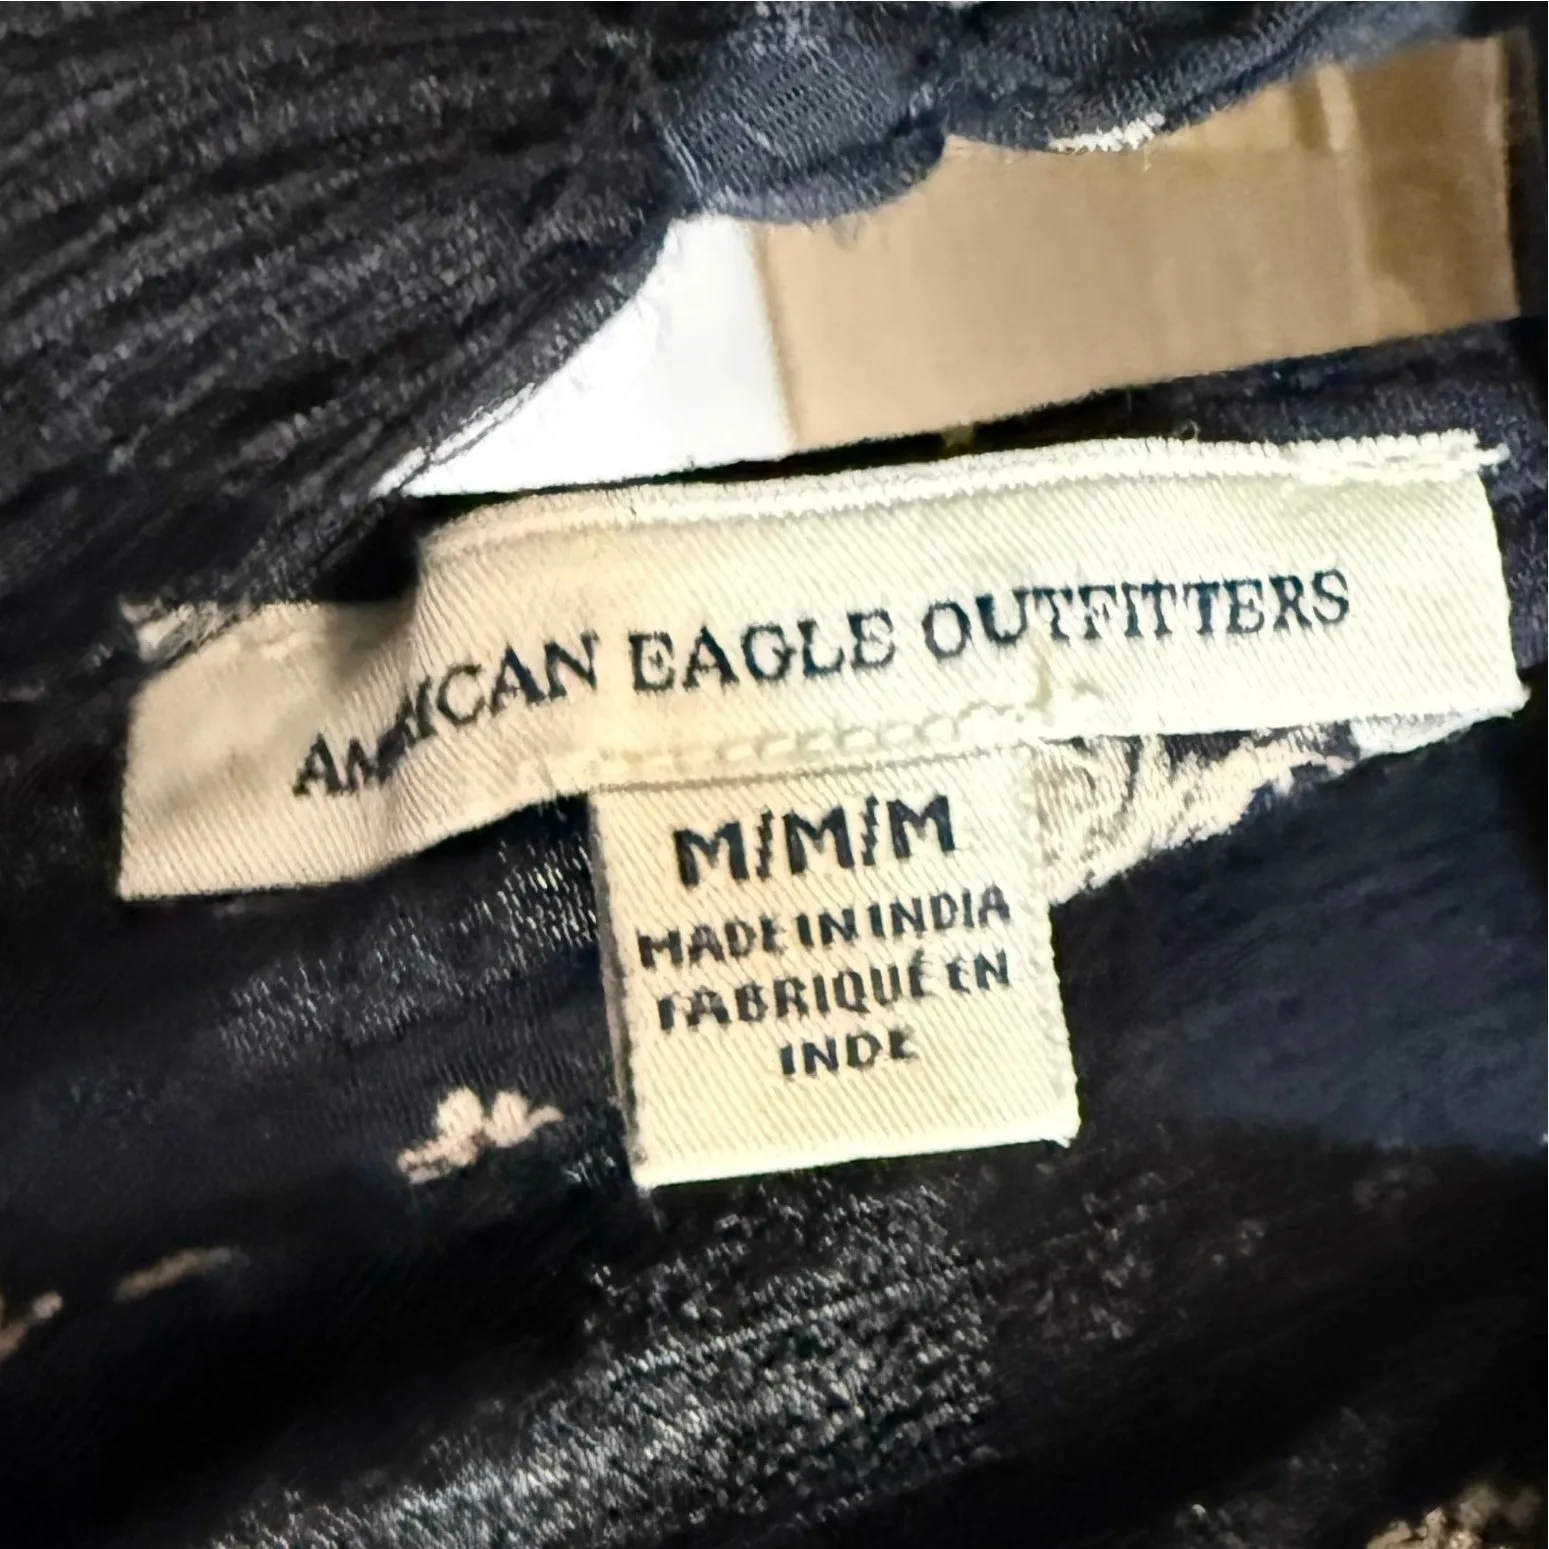 AMERICAN EAGLE OUTFITTERS
M/M/M
MADE IN INDIA
FABRIQUÉ EN
INDE